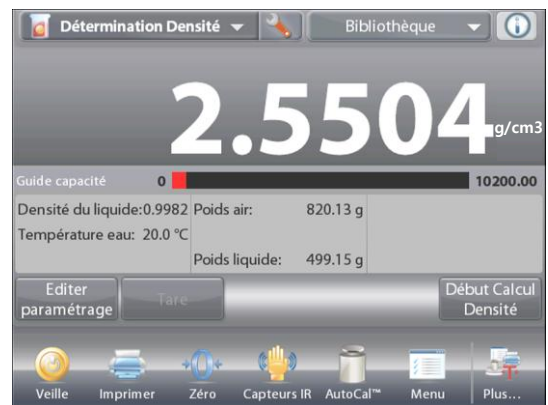 Détermination Densité Bibliothèque
2.5504 g/cm3
Guide capacité 0 10200.00
Densité du liquide:0.9982 Poids air: 820.13 g
Température eau: 20.0 °C
Poids liquide: 499.15 g
Editer paramétrage Tare Début Calcul Densité
Veille Imprimer Zéro Capteurs IR AutoCal™ Menu Plus...